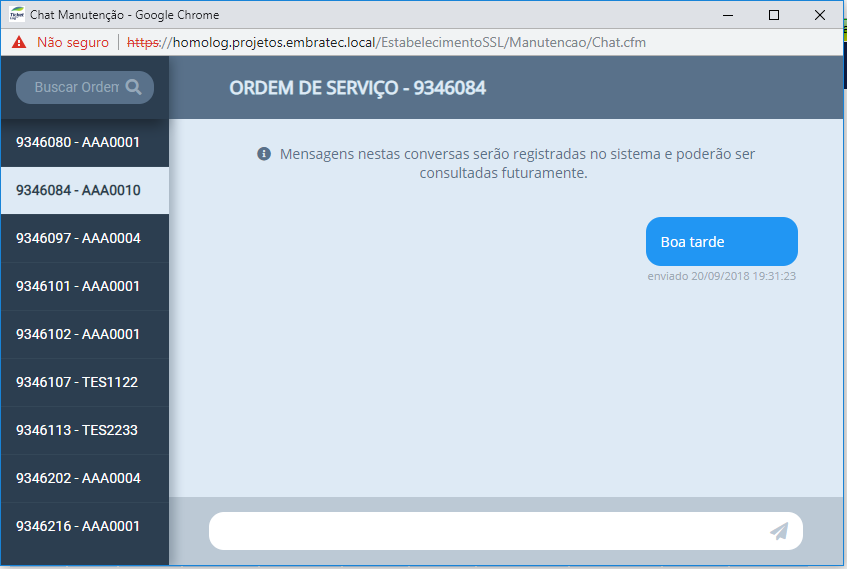 Chat Manutenção - Google Chrome
Não seguro | https://homolog.projetos.embratec.local/EstabelecimentoSSL/Manutencao/Chat.cfm
Buscar Ordem
ORDEM DE SERVIÇO - 9346084
9346080 - AAA0001
9346084 - AAA0010
9346097 - AAA0004
9346101 - AAA0001
9346102 - AAA0001
9346107 - TES1122
9346113 - TES2233
9346202 - AAA0004
9346216 - AAA0001
Mensagens nestas conversas serão registradas no sistema e poderão ser
consultadas futuramente.
Boa tarde
enviado 20/09/2018 19:31:23